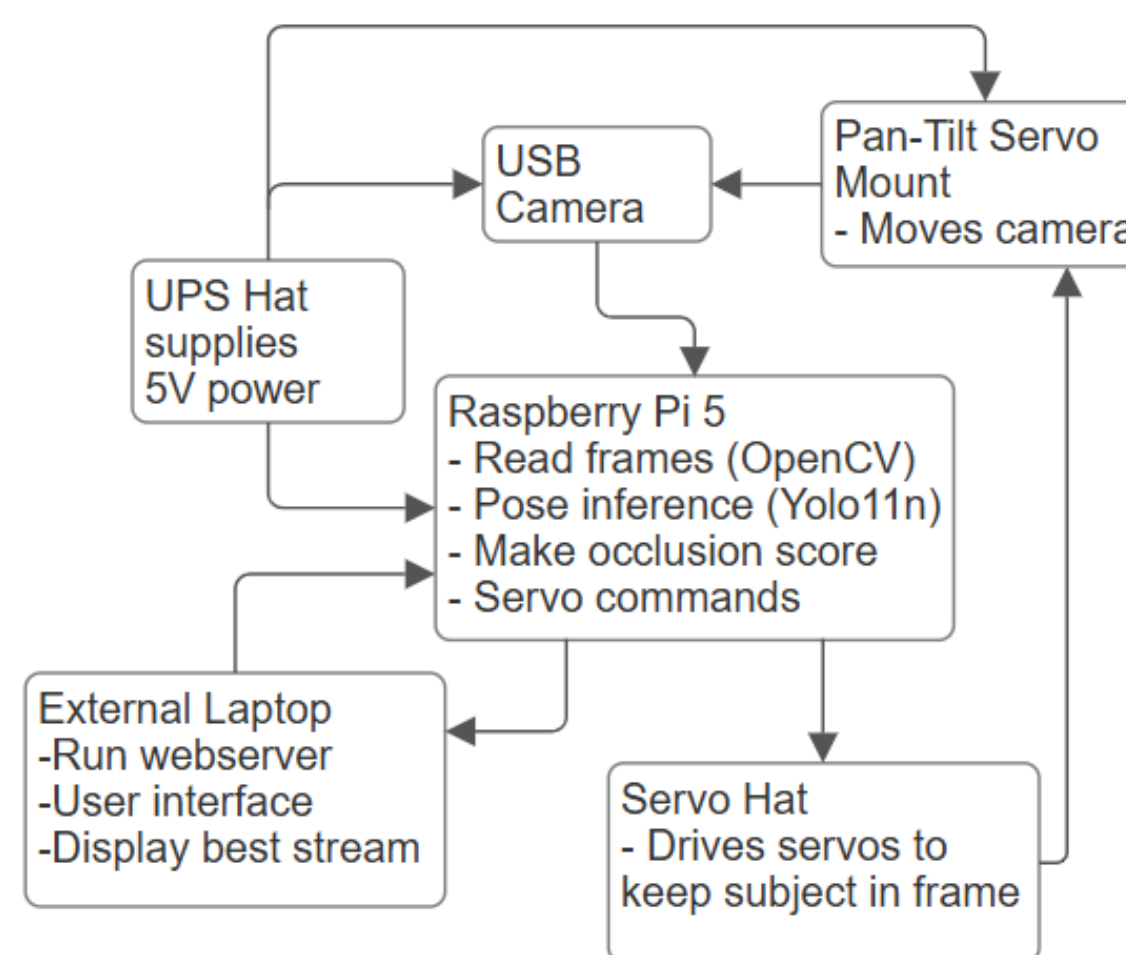 Pan-Tilt Servo
Mount
- Moves camera
USB
Camera
UPS Hat
supplies
5V power
Raspberry Pi 5
- Read frames (OpenCV)
- Pose inference (Yolo11n)
- Make occlusion score
- Servo commands
External Laptop
-Run webserver
-User interface
-Display best stream
Servo Hat
- Drives servos to
keep subject in frame